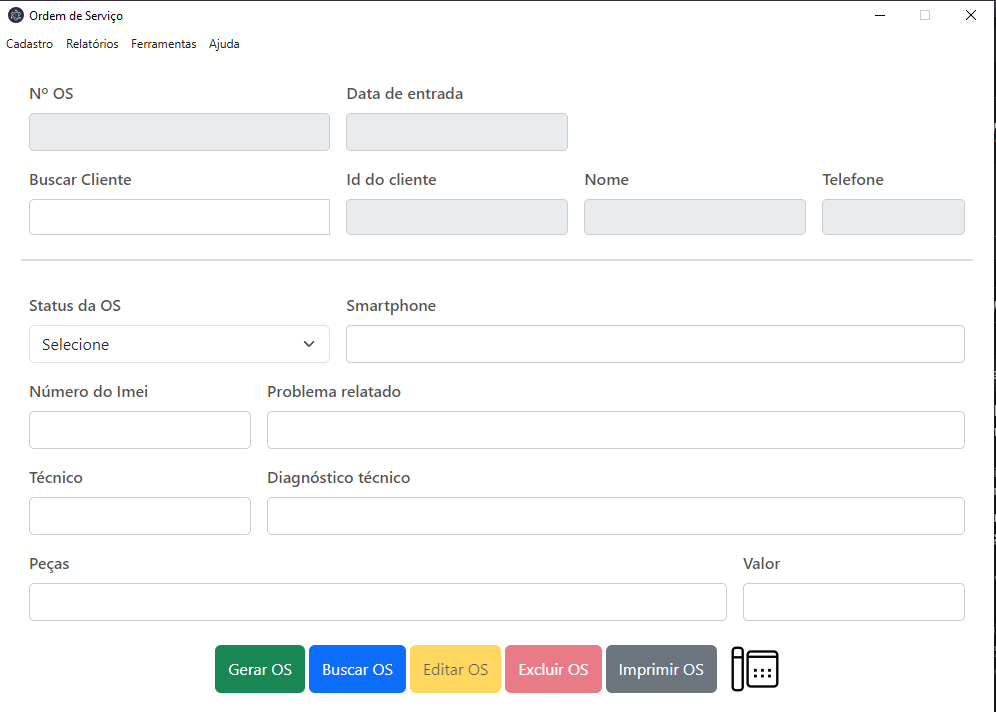 Ordem de Serviço
Cadastro Relatórios Ferramentas Ajuda
Nº OS Data de entrada
Buscar Cliente Id do cliente Nome Telefone
Status da OS Smartphone
Selecione
Número do Imei Problema relatado
Técnico Diagnóstico técnico
Peças Valor
Gerar OS Buscar OS Editar OS Excluir OS Imprimir OS